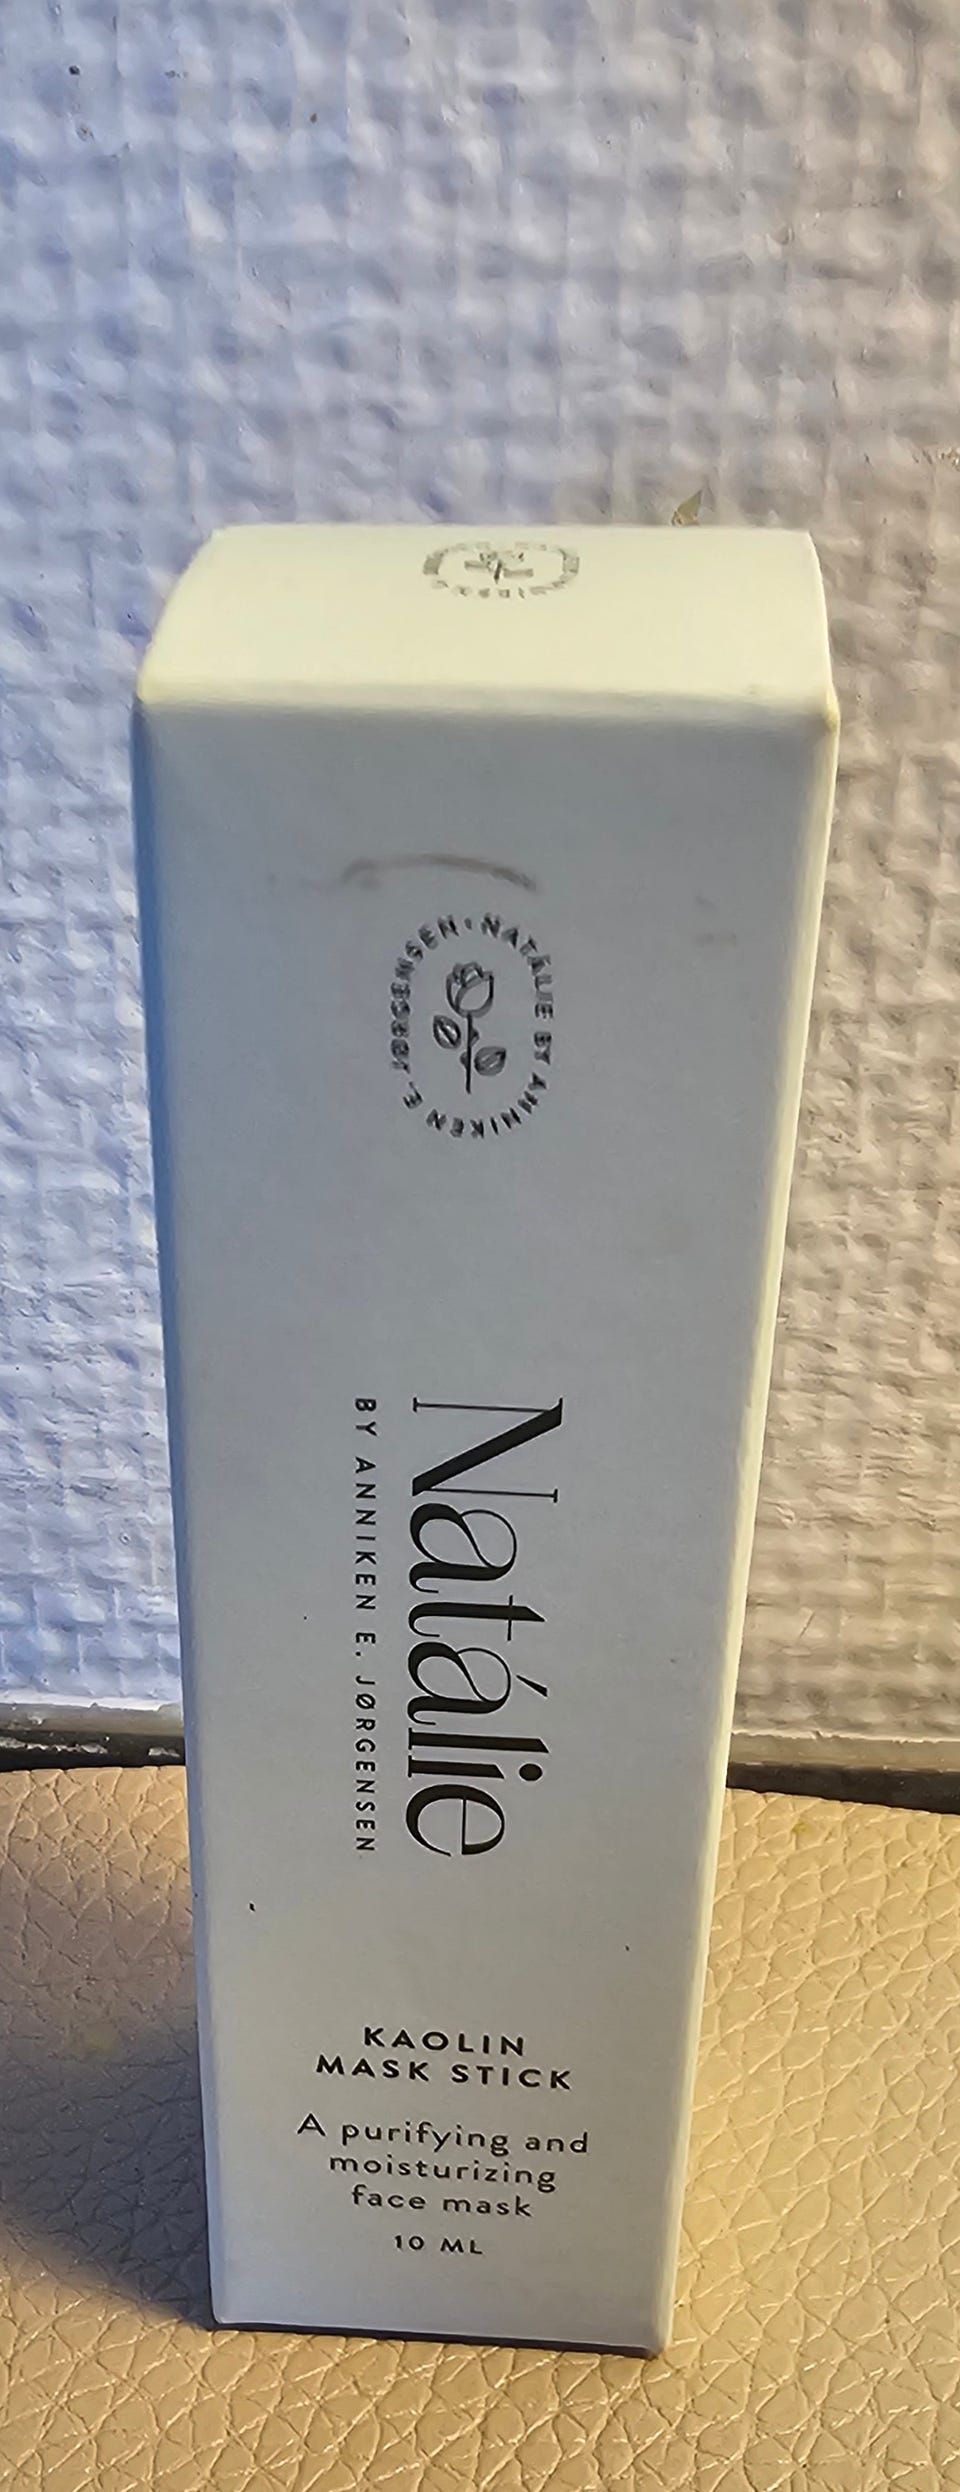 NATÁLIE BY ANNIKEN E. JØRGENSEN •
Natálie
BY ANNIKEN E. JØRGENSEN
KAOLIN
MASK STICK
A purifying and
moisturizing
face mask
10 ML